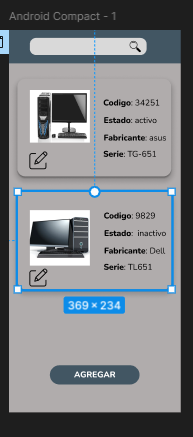 Android Compact - 1
Codigo: 34251
Estado: activo
Fabricante: asus
Serie: TG-651
Codigo: 9829
Estado: inactivo
Fabricante: Dell
Serie: TL651
369 × 234
AGREGAR